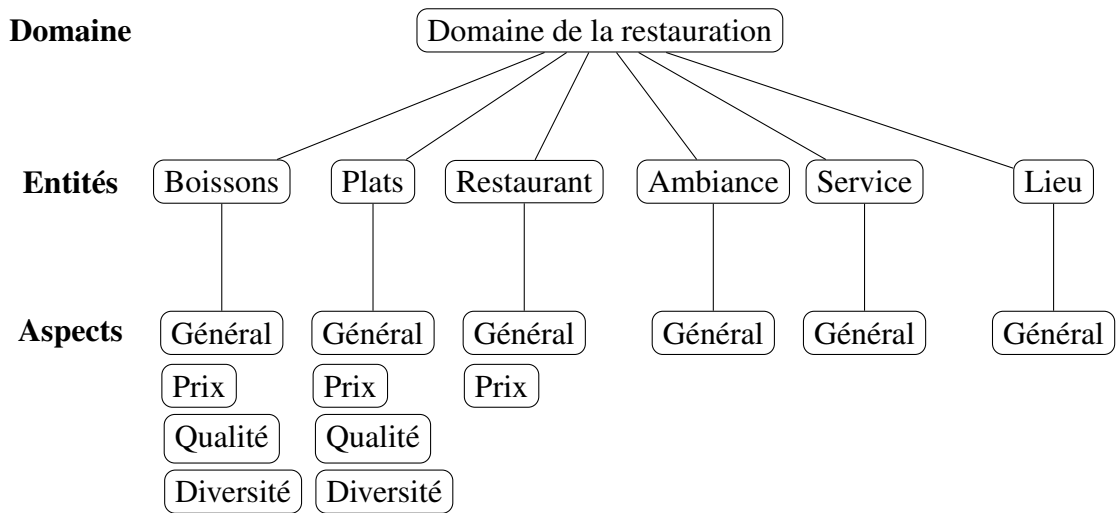 Domaine Domaine de la restauration
Entités Boissons Plats Restaurant Ambiance Service Lieu
Aspects Général Général Général Général Général Général
Prix Prix Prix
Qualité Qualité
Diversité Diversité